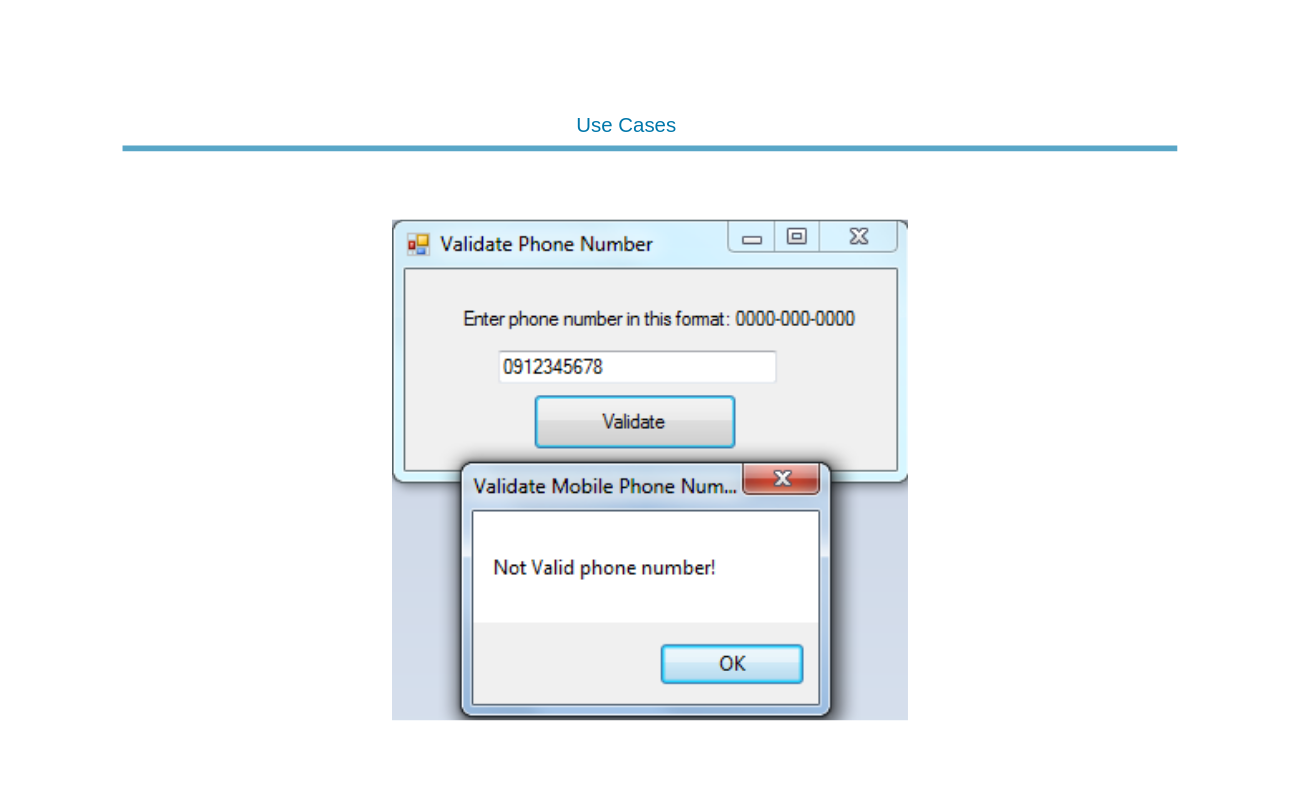 Use Cases
Validate Phone Number
Enter phone number in this format: 0000-000-0000
0912345678
Validate
Validate Mobile Phone Num...
Not Valid phone number!
OK